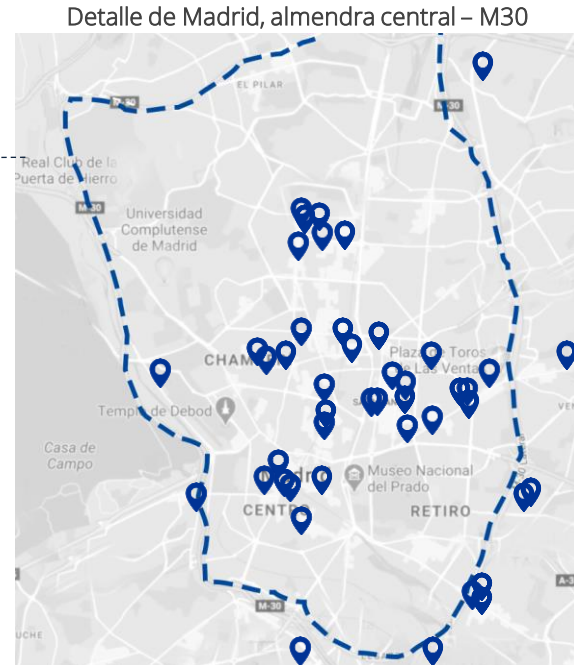 Detalle de Madrid, almendra central – M30
EL PILAR
M-30
M-30
Real Club de la
Puerta de Hierro
M-30
Universidad
Complutense
de Madrid
Plaza de Toros
de Las Ventas
Templo de Debod
Casa de
Campo
Museo Nacional
del Prado
CENTRO
RETIRO
M-30